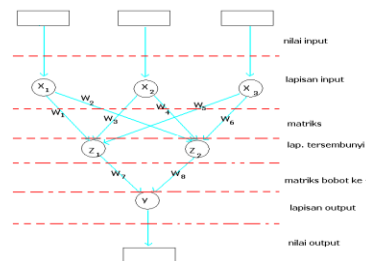 nilai input
lapisan input
X1 X2 X3
W1 W2 W3 W4 W5 W6
matriks
Z1 Z2
lap. tersembunyi
W7 W8
matriks bobot ke
Y
lapisan output
nilai output